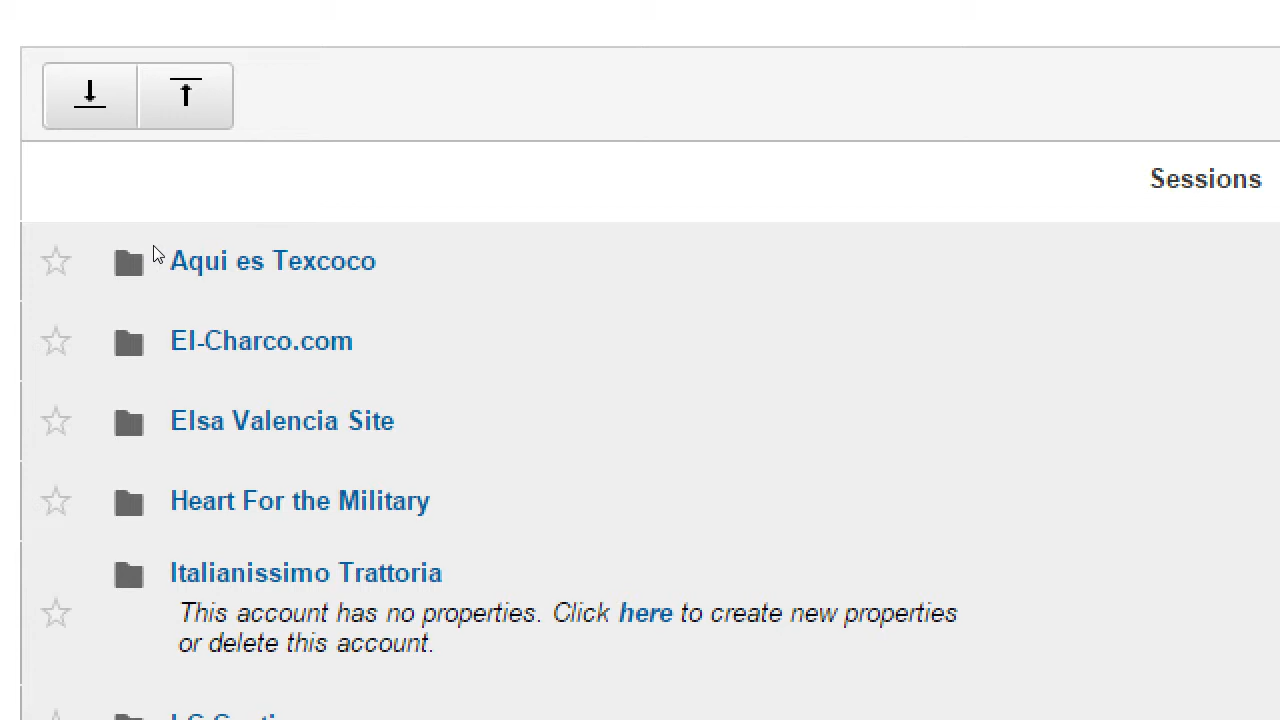 Sessions
Aqui es Texcoco
El-Charco.com
Elsa Valencia Site
Heart For the Military
Italianissimo Trattoria
This account has no properties. Click here to create new properties
or delete this account.